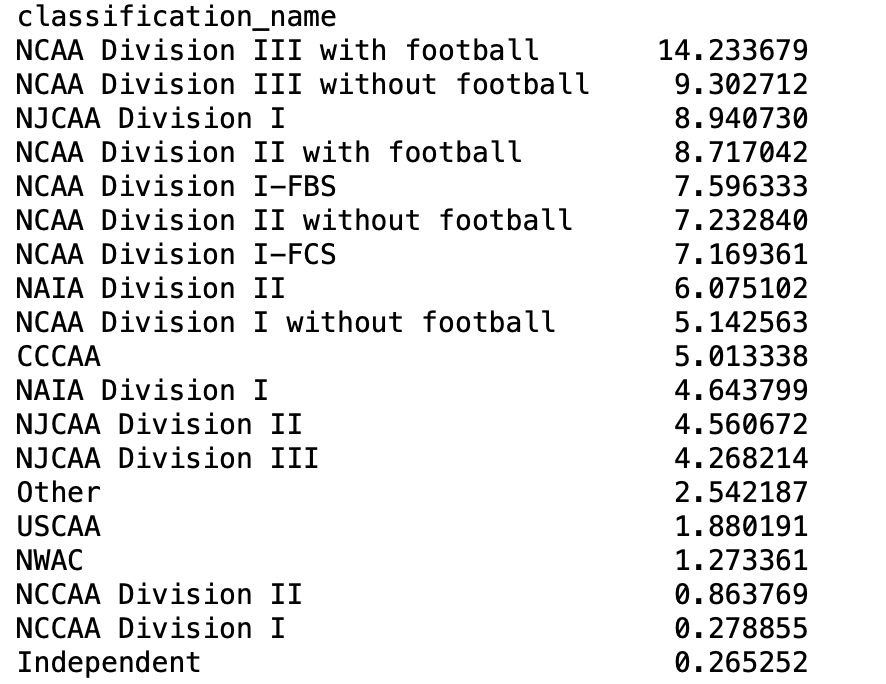 classification_name
NCAA Division III with football 14.233679
NCAA Division III without football 9.302712
NJCAA Division I 8.940730
NCAA Division II with football 8.717042
NCAA Division I-FBS 7.596333
NCAA Division II without football 7.232840
NCAA Division I-FCS 7.169361
NAIA Division II 6.075102
NCAA Division I without football 5.142563
CCCAA 5.013338
NAIA Division I 4.643799
NJCAA Division II 4.560672
NJCAA Division III 4.268214
Other 2.542187
USCAA 1.880191
NWAC 1.273361
NCCAA Division II 0.863769
NCCAA Division I 0.278855
Independent 0.265252